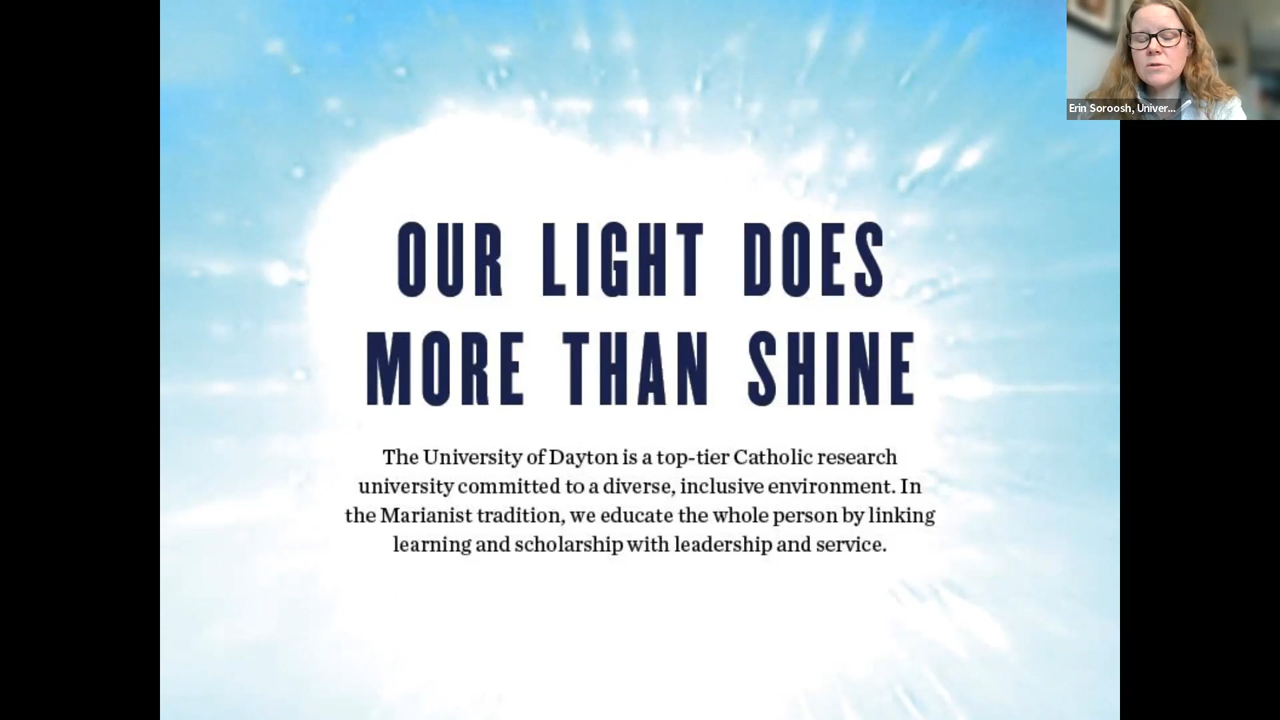 Erin Soroosh, Univer...
OUR LIGHT DOES
MORE THAN SHINE
The University of Dayton is a top-tier Catholic research
university committed to a diverse, inclusive environment. In
the Marianist tradition, we educate the whole person by linking
learning and scholarship with leadership and service.